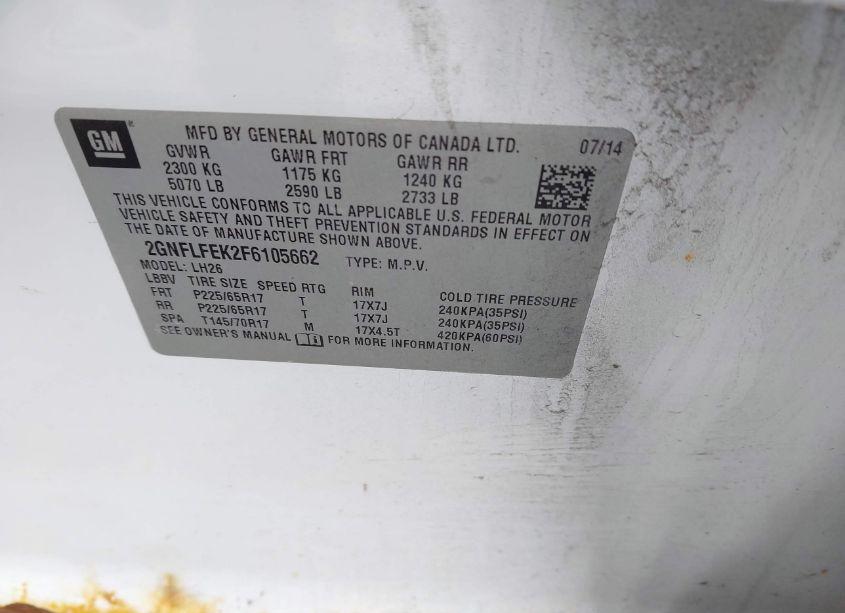 GM
MFD BY GENERAL MOTORS OF CANADA LTD. 07/14
GVWR GAWR FRT GAWR RR
2300 KG 1175 KG 1240 KG
5070 LB 2590 LB 2733 LB
THIS VEHICLE CONFORMS TO ALL APPLICABLE U.S. FEDERAL MOTOR
VEHICLE SAFETY AND THEFT PREVENTION STANDARDS IN EFFECT ON
THE DATE OF MANUFACTURE SHOWN ABOVE.
2GNFLFEK2F6105662 TYPE: M.P.V.
MODEL: LH26
LBBV TIRE SIZE SPEED RTG RIM COLD TIRE PRESSURE
FRT P225/65R17 T 17X7J 240KPA(35PSI)
RR P225/65R17 T 17X7J 240KPA(35PSI)
SPA T145/70R17 M 17X4.5T 420KPA(60PSI)
SEE OWNER'S MANUAL FOR MORE INFORMATION.